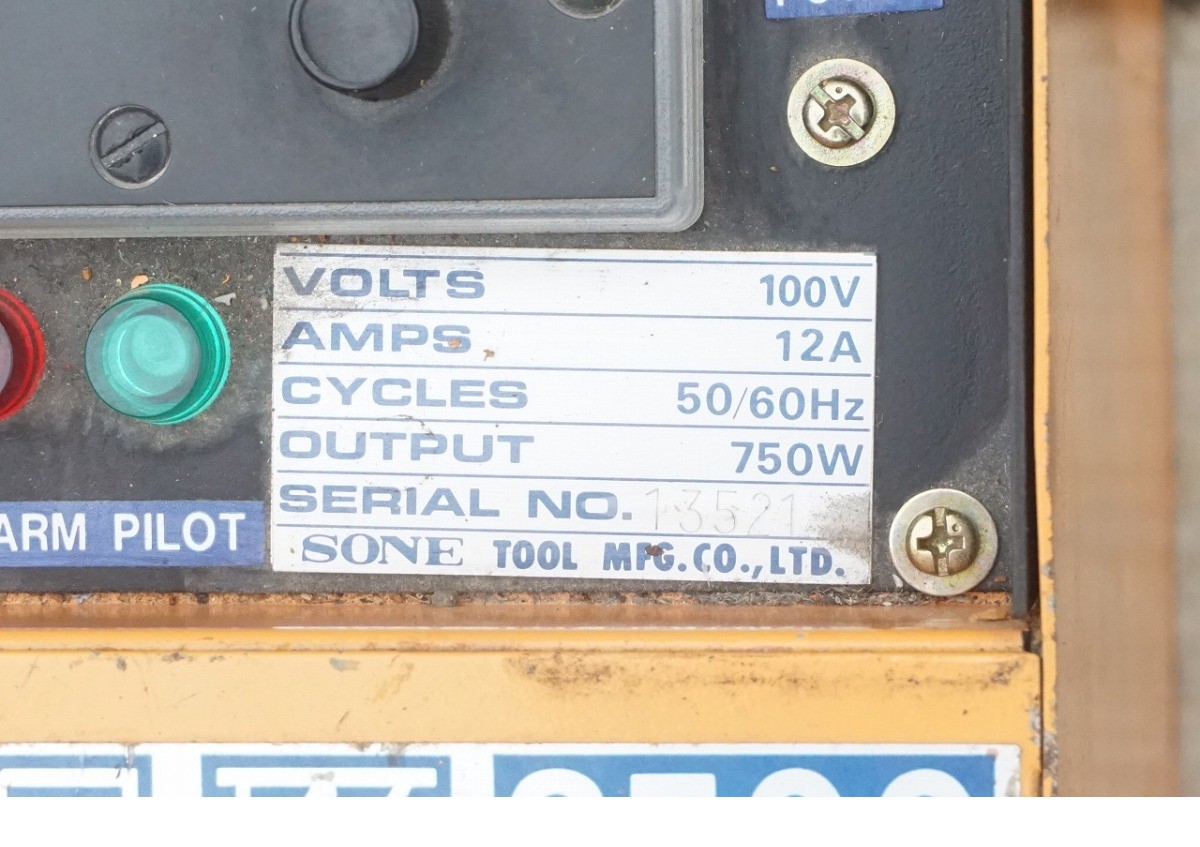 VOLTS 100V
AMPS 12A
CYCLES 50/60Hz
OUTPUT 750W
SERIAL NO. 13521
ARM PILOT
SONE TOOL MFG.CO.,LTD.